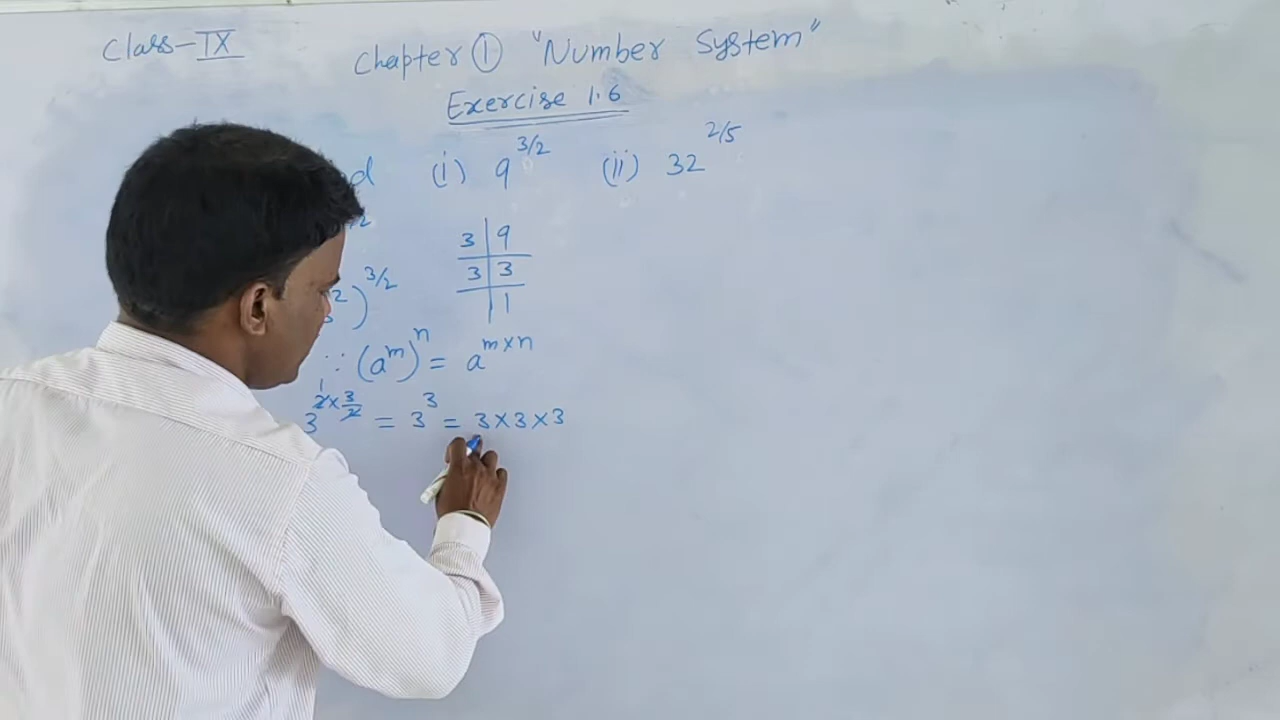 Class-IX
Chapter ① "Number System"
Exercise 1.6
d (i) 9^3/2 (ii) 32^2/5
3 | 9
3 | 3
| 1
2)^3/2
∵ (a^m)^n = a^m×n
3^2×3/2 = 3^3 = 3×3×3